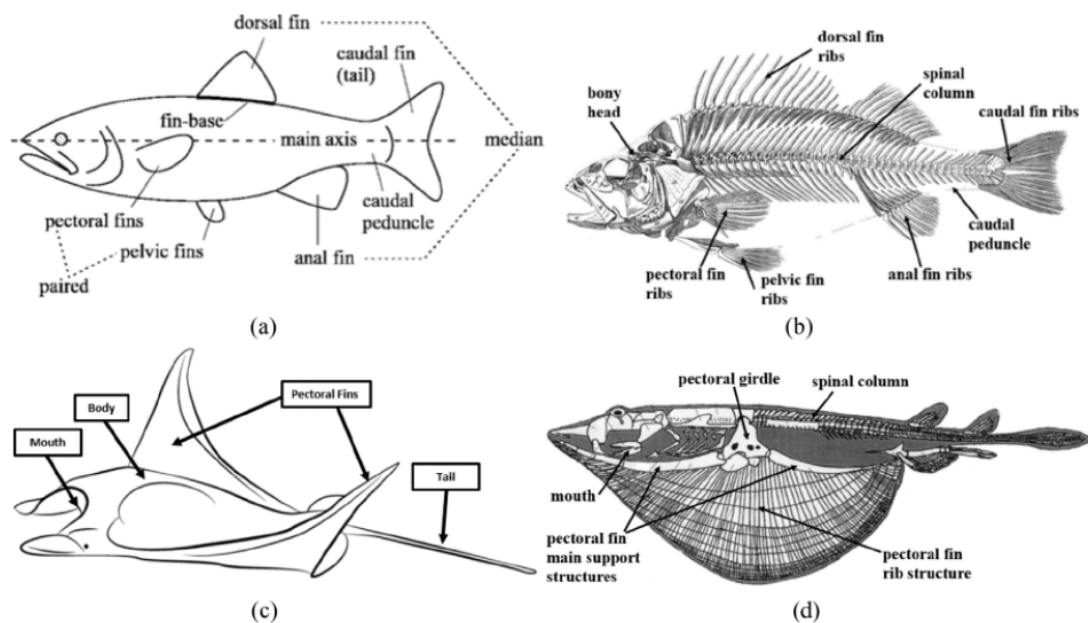 dorsal fin
caudal fin
(tail)
fin-base
main axis
median
pectoral fins
caudal
peduncle
pelvic fins
anal fin
paired
(a)
dorsal fin
ribs
spinal
column
bony
head
caudal fin ribs
caudal
peduncle
pectoral fin
ribs
pelvic fin
ribs
anal fin ribs
(b)
Pectoral Fins
Body
Mouth
Tail
(c)
pectoral girdle
spinal column
mouth
pectoral fin
main support
structures
pectoral fin
rib structure
(d)